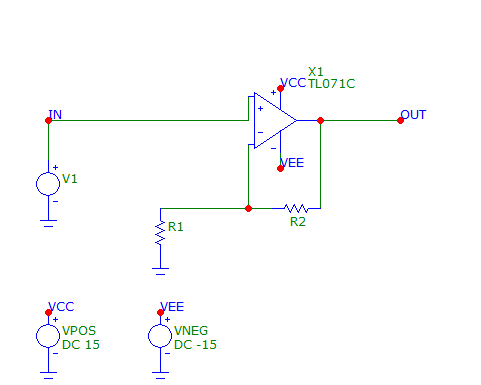 X1
VCC TL071C
IN
OUT
VEE
V1
R1
R2
VCC
VEE
VPOS
DC 15
VNEG
DC -15